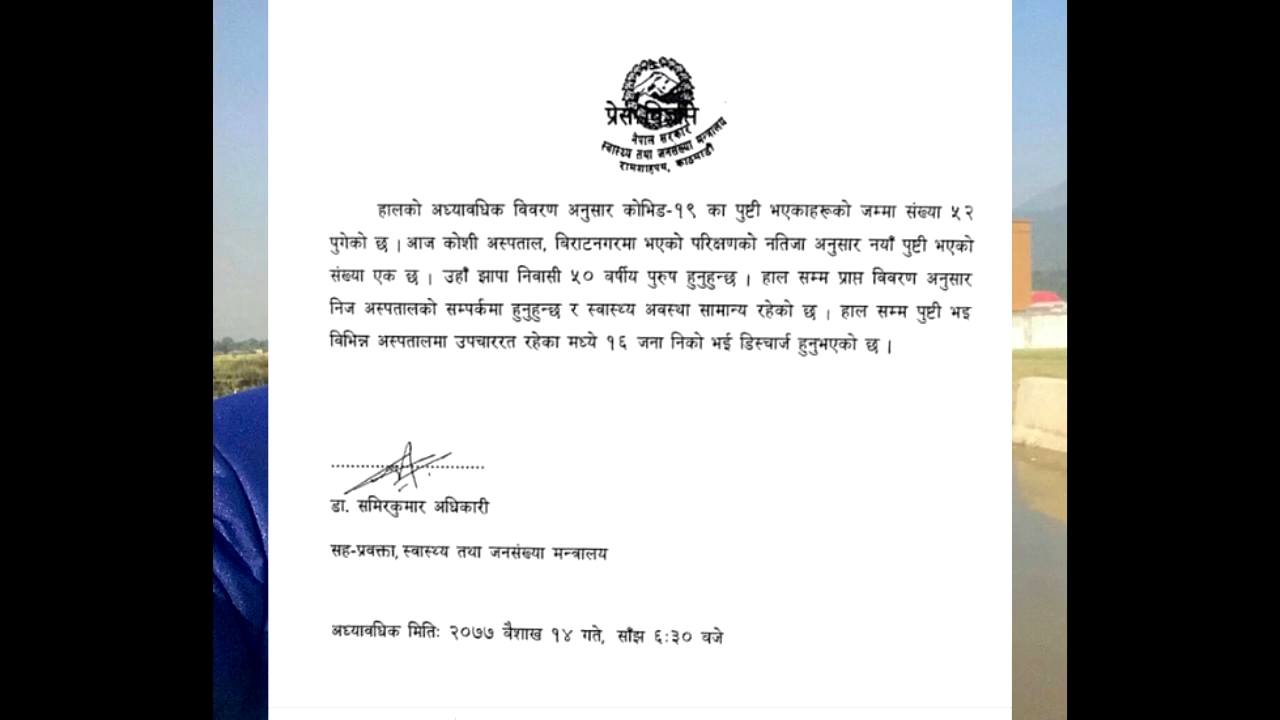 प्रेस विज्ञप्ति
नेपाल सरकार
स्वास्थ्य तथा जनसंख्या मन्त्रालय
रामशाहपथ, काठमाडौं
हालको अध्यावधिक विवरण अनुसार कोभिड-१९ का पुष्टी भएकाहरूको जम्मा संख्या ५२
पुगेको छ । आज कोशी अस्पताल, बिराटनगरमा भएको परिक्षणको नतिजा अनुसार नयाँ पुष्टी भएको
संख्या एक छ । उहाँ झापा निवासी ५० वर्षीय पुरुष हुनुहुन्छ । हाल सम्म प्राप्त विवरण अनुसार
निज अस्पतालको सम्पर्कमा हुनुहुन्छ र स्वास्थ्य अवस्था सामान्य रहेको छ । हाल सम्म पुष्टी भइ
विभिन्न अस्पतालमा उपचाररत रहेका मध्ये १६ जना निको भई डिस्चार्ज हुनुभएको छ ।
डा. समिरकुमार अधिकारी
सह-प्रवक्ता, स्वास्थ्य तथा जनसंख्या मन्त्रालय
अध्यावधिक मितिः २०७७ बैशाख १४ गते, साँझ ६:३० बजे